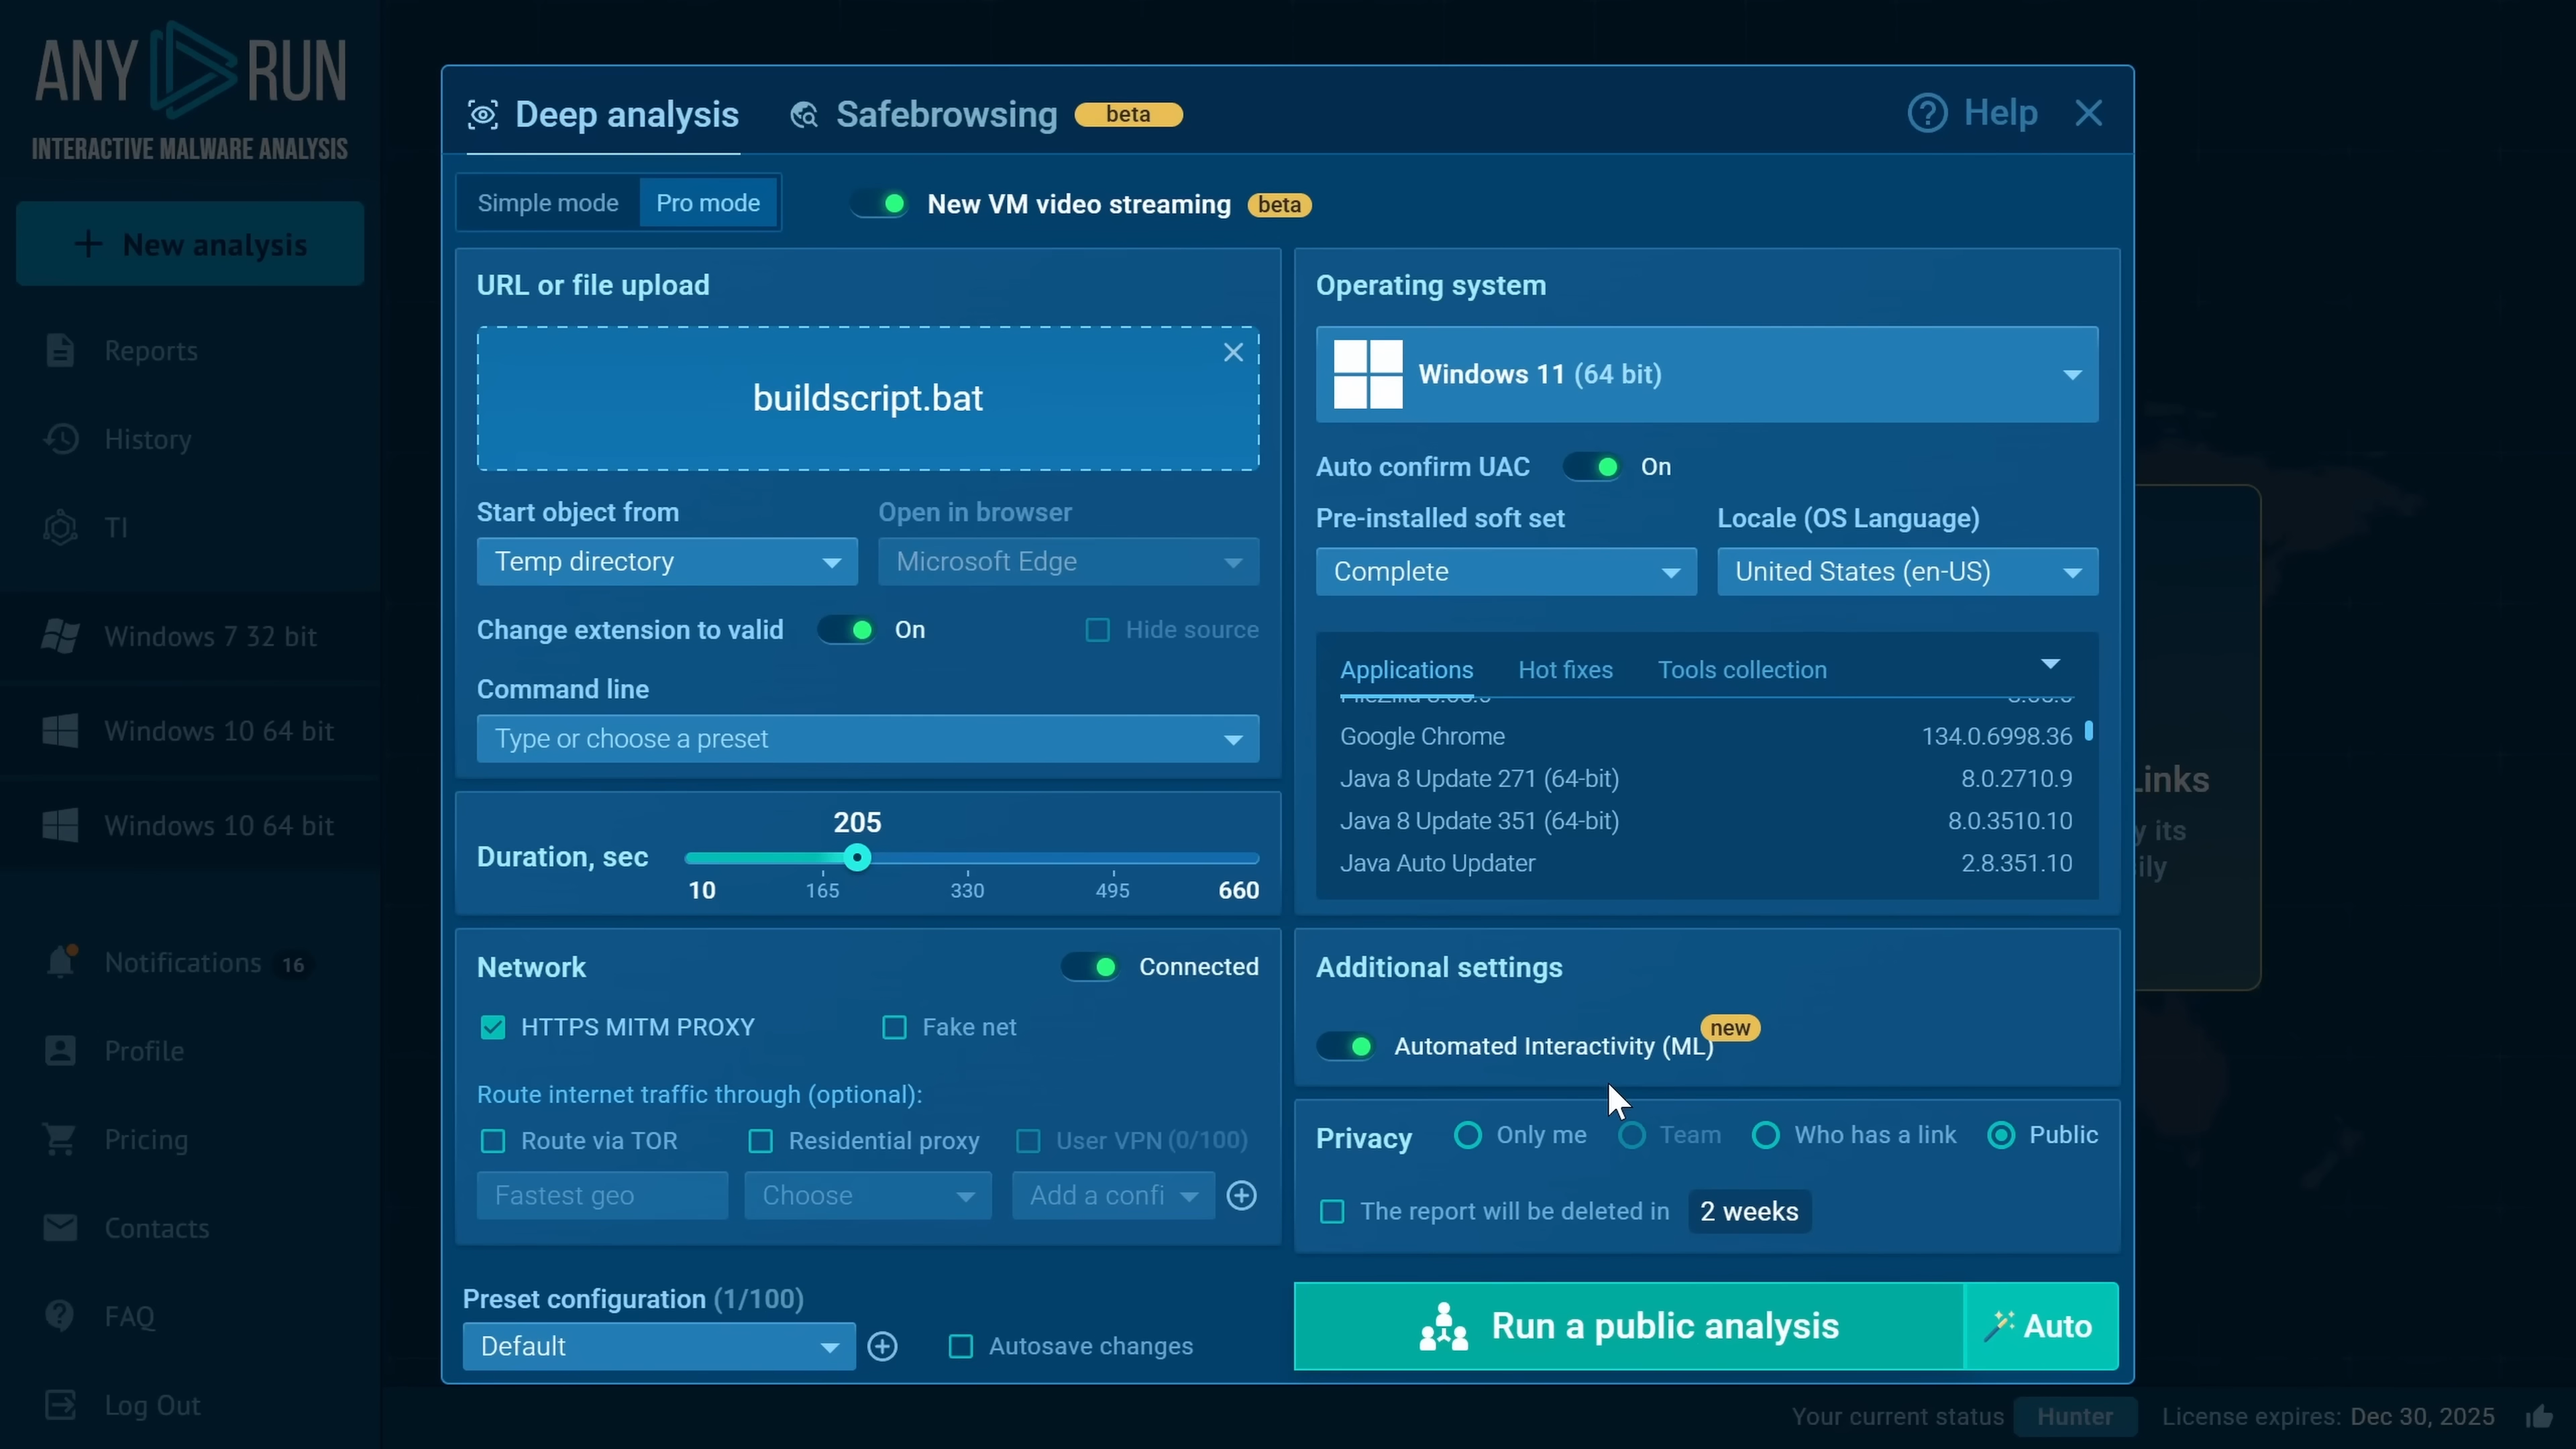 ANY RUN
INTERACTIVE MALWARE ANALYSIS
New analysis
Reports
History
TI
Windows 7 32 bit
Windows 10 64 bit
Windows 10 64 bit
Notifications 16
Profile
Pricing
Contacts
FAQ
Log Out
Deep analysis
Safebrowsing beta
Help
Simple mode
Pro mode
New VM video streaming beta
URL or file upload
buildscript.bat
Start object from
Open in browser
Temp directory
Microsoft Edge
Change extension to valid
On
Hide source
Command line
Type or choose a preset
205
Duration, sec
10 165 330 495 660
Network
Connected
HTTPS MITM PROXY
Fake net
Route internet traffic through (optional):
Route via TOR
Residential proxy
User VPN (0/100)
Fastest geo
Choose
Add a confi
Preset configuration (1/100)
Default
Autosave changes
Operating system
Windows 11 (64 bit)
Auto confirm UAC
On
Pre-installed soft set
Locale (OS Language)
Complete
United States (en-US)
Applications
Hot fixes
Tools collection
Google Chrome 134.0.6998.36
Java 8 Update 271 (64-bit) 8.0.2710.9
Java 8 Update 351 (64-bit) 8.0.3510.10
Java Auto Updater 2.8.351.10
Additional settings
Automated Interactivity (ML) new
Privacy
Only me
Team
Who has a link
Public
The report will be deleted in 2 weeks
Run a public analysis
Auto
Links
y its
ily
Your current status Hunter
License expires: Dec 30, 2025